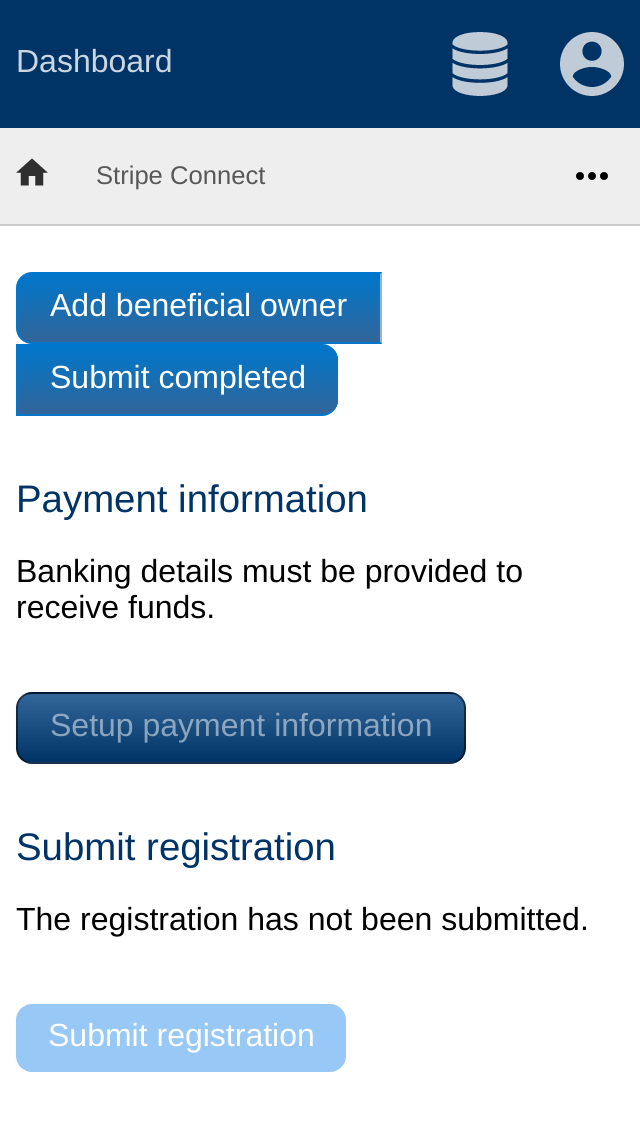 Dashboard
Stripe Connect
Add beneficial owner
Submit completed
Payment information
Banking details must be provided to
receive funds.
Setup payment information
Submit registration
The registration has not been submitted.
Submit registration